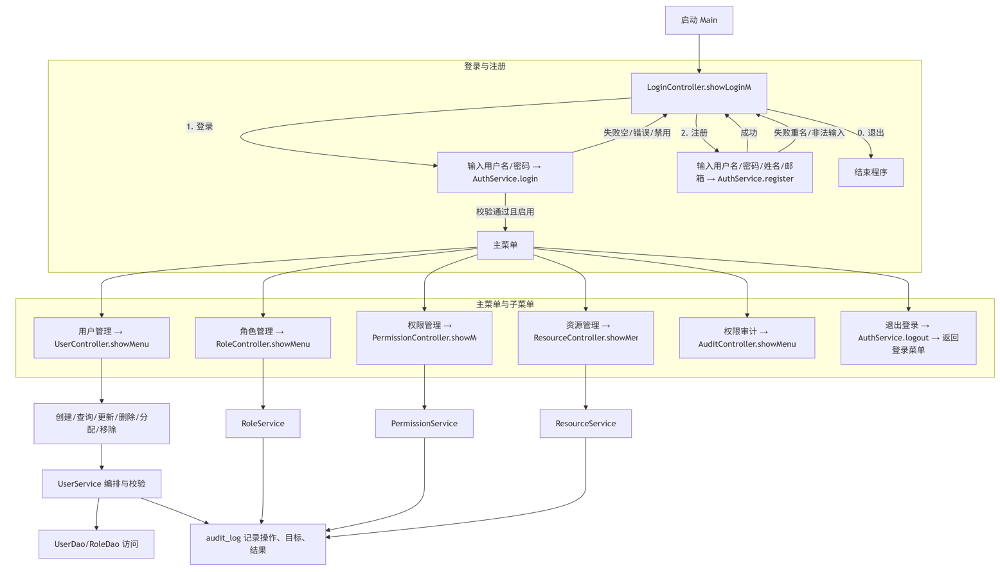 启动 Main
登录与注册
LoginController.showLoginM
1. 登录
失败空/错误/禁用
2. 注册
成功
失败重名/非法输入
0. 退出
输入用户名/密码 →
AuthService.login
输入用户名/密码/姓名/邮
箱 → AuthService.register
结束程序
校验通过且启用
主菜单
主菜单与子菜单
用户管理 →
UserController.showMenu
角色管理 →
RoleController.showMenu
权限管理 →
PermissionController.showM
资源管理 →
ResourceController.showMer
权限审计 →
AuditController.showMenu
退出登录 →
AuthService.logout → 返回
登录菜单
创建/查询/更新/删除/分
配/移除
RoleService
PermissionService
ResourceService
UserService 编排与校验
UserDao/RoleDao 访问
audit_log 记录操作、目标、
结果